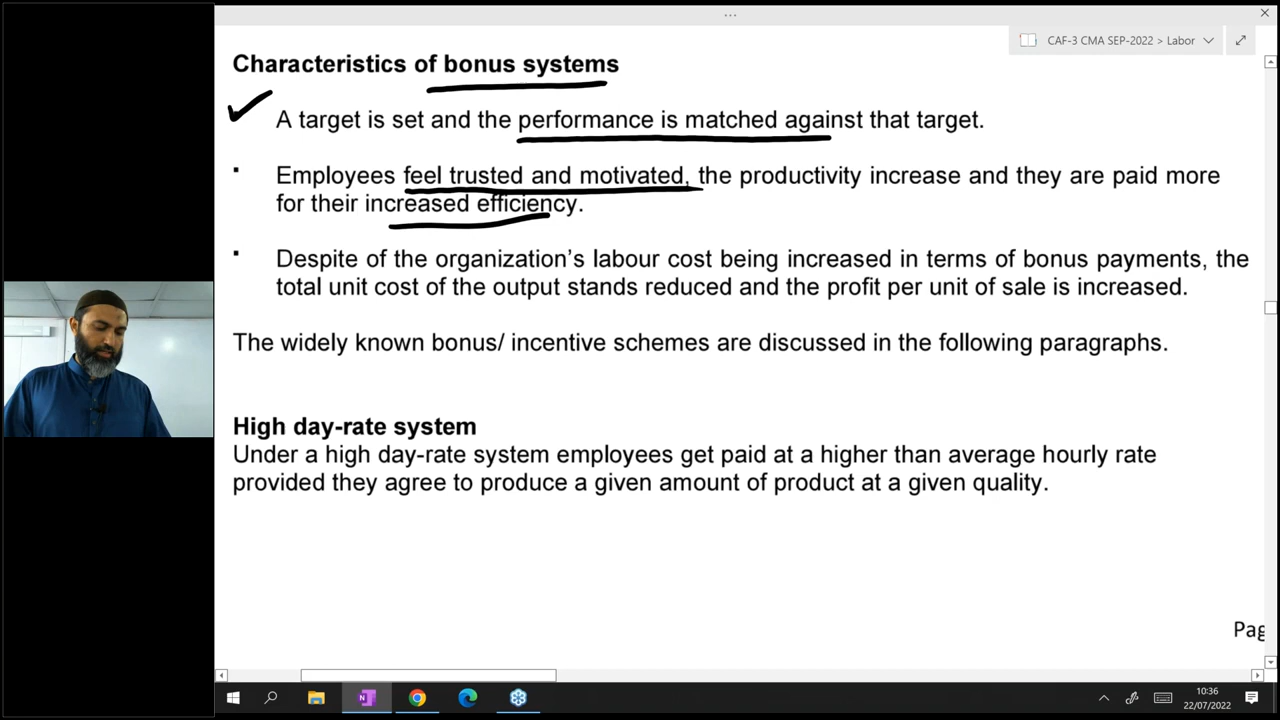 CAF-3 CMA SEP-2022 > Labor
Characteristics of bonus systems
A target is set and the performance is matched against that target.
Employees feel trusted and motivated, the productivity increase and they are paid more
for their increased efficiency.
Despite of the organization's labour cost being increased in terms of bonus payments, the
total unit cost of the output stands reduced and the profit per unit of sale is increased.
The widely known bonus/ incentive schemes are discussed in the following paragraphs.
High day-rate system
Under a high day-rate system employees get paid at a higher than average hourly rate
provided they agree to produce a given amount of product at a given quality.
Pag
10:36
22/07/2022